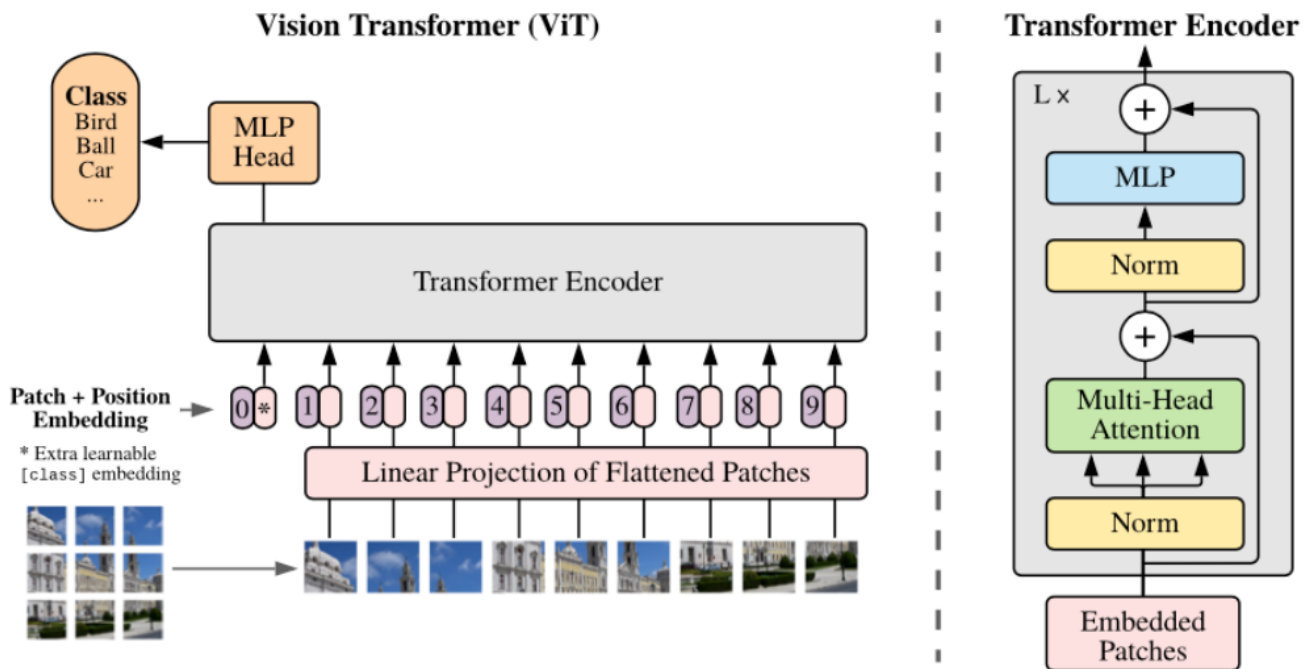 Vision Transformer (ViT)
Class
Bird
Ball
Car
...
MLP
Head
Transformer Encoder
Patch + Position
Embedding
* Extra learnable
[class] embedding
0 * 1 2 3 4 5 6 7 8 9
Linear Projection of Flattened Patches
Transformer Encoder
L ×
+
MLP
Norm
+
Multi-Head
Attention
Norm
Embedded
Patches